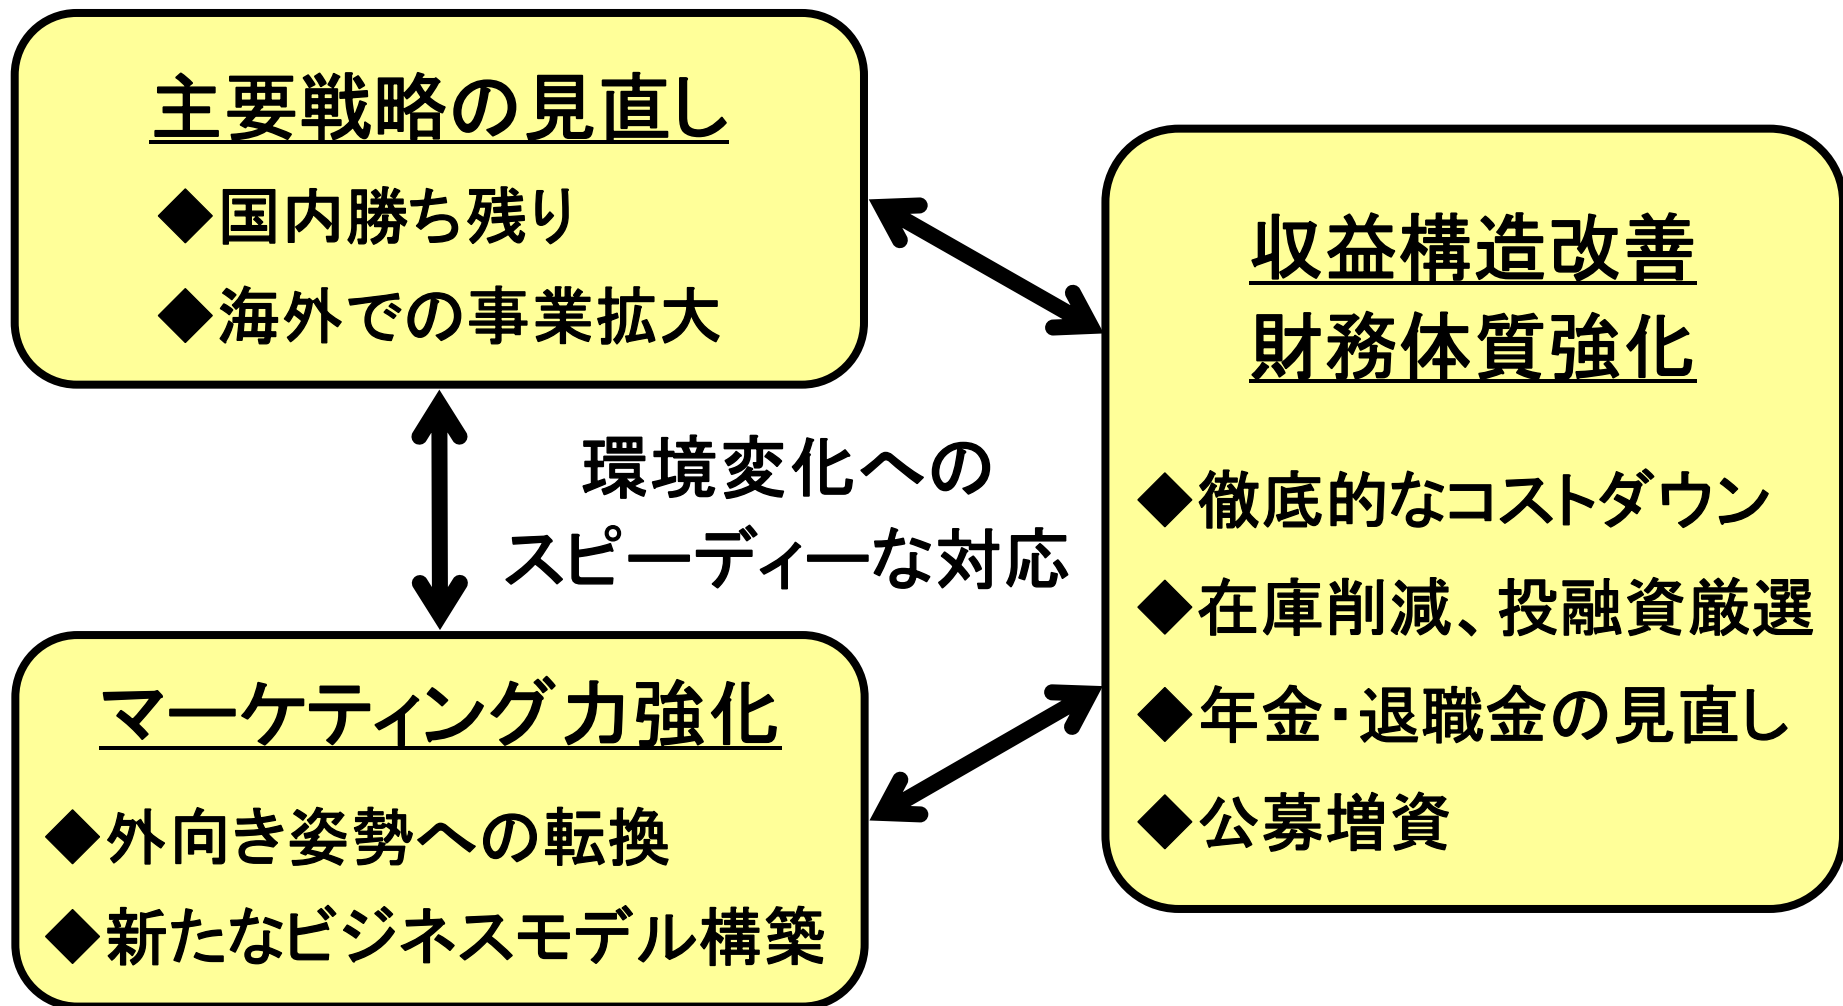 主要戦略の見直し
◆国内勝ち残り
◆海外での事業拡大
環境変化への
スピーディーな対応
マーケティング力強化
◆外向き姿勢への転換
◆新たなビジネスモデル構築
収益構造改善
財務体質強化
◆徹底的なコストダウン
◆在庫削減、投融資厳選
◆年金・退職金の見直し
◆公募増資